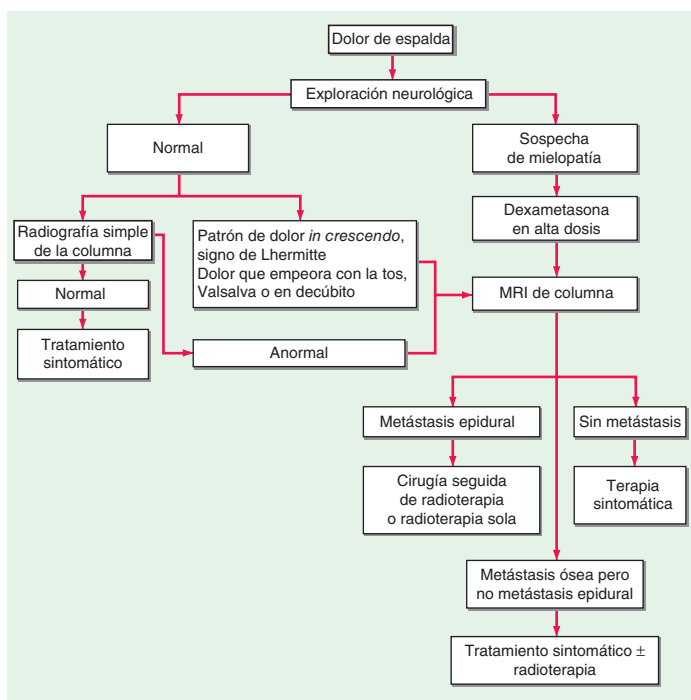 Dolor de espalda
Exploración neurológica
Normal
Sospecha
de mielopatía
Radiografía simple
de la columna
Patrón de dolor in crescendo,
signo de Lhermitte
Dolor que empeora con la tos,
Valsalva o en decúbito
Dexametasona
en alta dosis
Normal
MRI de columna
Tratamiento
sintomático
Anormal
Metástasis epidural
Sin metástasis
Cirugía seguida
de radioterapia
o radioterapia sola
Terapia
sintomática
Metástasis ósea pero
no metástasis epidural
Tratamiento sintomático ±
radioterapia